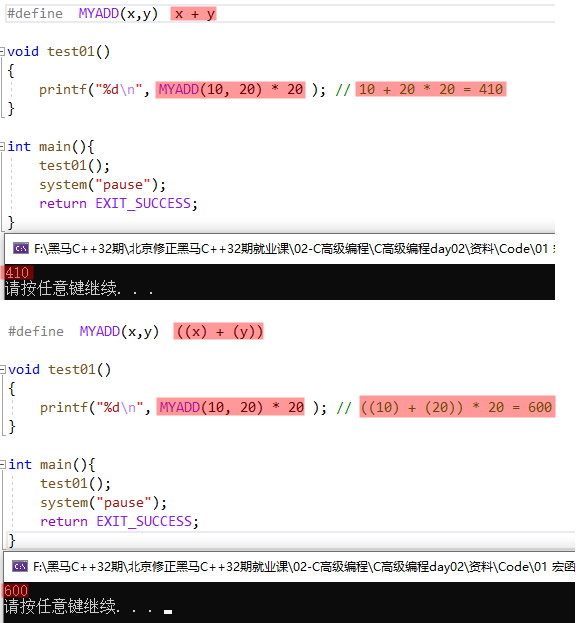 #define MYADD(x,y) x + y
void test01()
{
printf("%d\n", MYADD(10, 20) * 20 ); // 10 + 20 * 20 = 410
}
int main(){
test01();
system("pause");
return EXIT_SUCCESS;
}
F:\黑马C++32期\北京修正黑马C++32期就业课\02-C高级编程\C高级编程day02\资料\Code\01
410
请按任意键继续. . .
#define MYADD(x,y) ((x) + (y))
void test01()
{
printf("%d\n", MYADD(10, 20) * 20 ); // ((10) + (20)) * 20 = 600
}
int main(){
test01();
system("pause");
return EXIT_SUCCESS;
}
F:\黑马C++32期\北京修正黑马C++32期就业课\02-C高级编程\C高级编程day02\资料\Code\01 宏函
600
请按任意键继续. . .